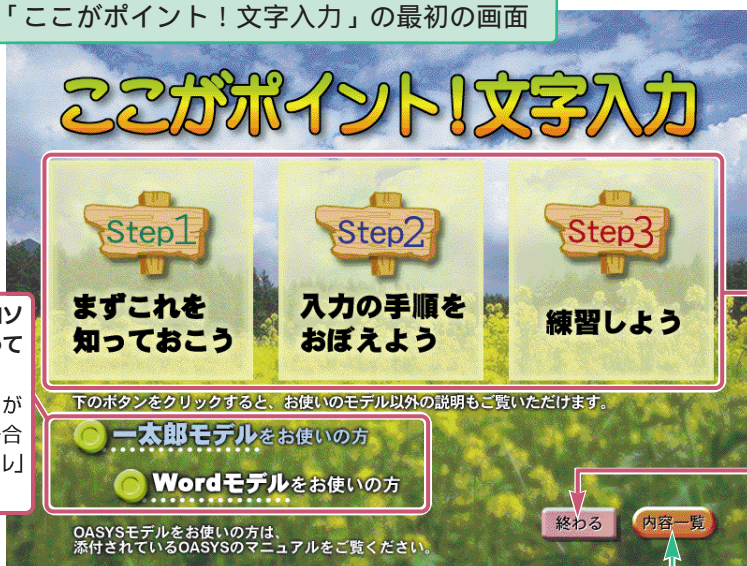 「ここがポイント！文字入力」の最初の画面
ここがポイント!文字入力
Step1
まずこれを
知っておこう
Step2
入力の手順を
おぼえよう
Step3
練習しよう
ソ
って
が
合
ル」
下のボタンをクリックすると、お使いのモデル以外の説明もご覧いただけます。
一太郎モデルをお使いの方
Wordモデルをお使いの方
OASYSモデルをお使いの方は、
添付されているOASYSのマニュアルをご覧ください。
終わる
内容一覧